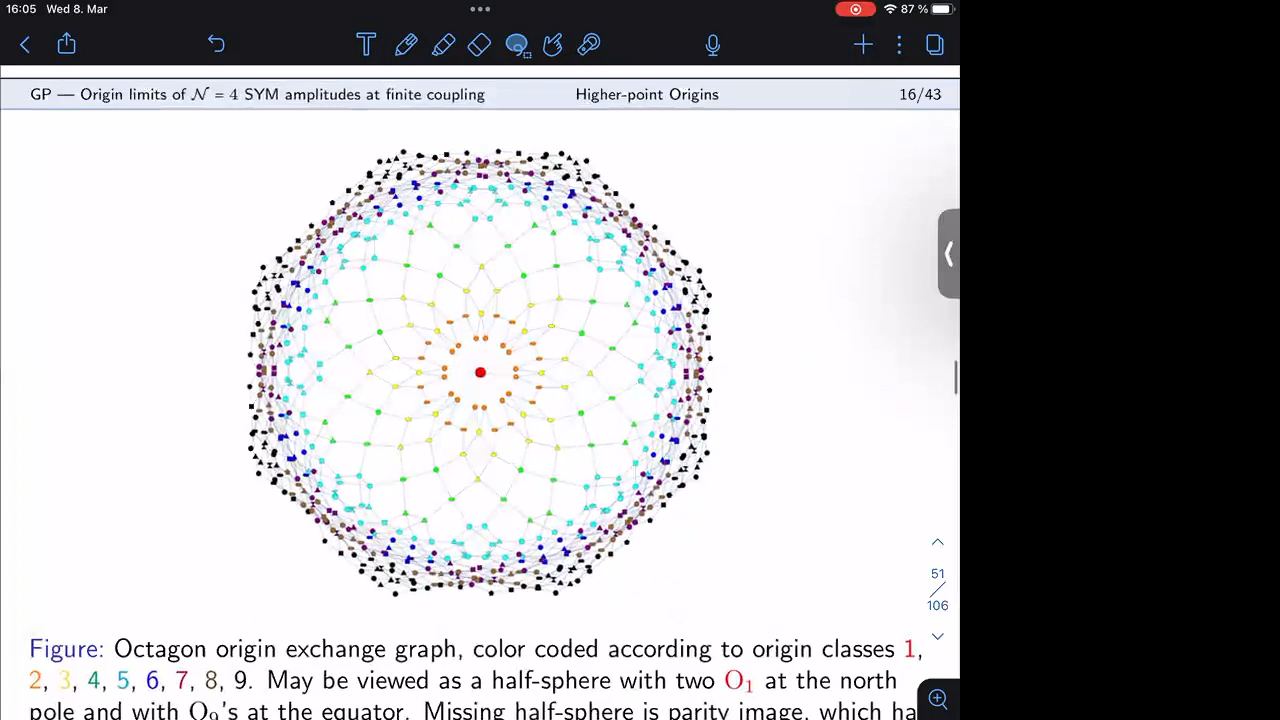 16:05 Wed 8. Mar 87 %
GP — Origin limits of 𝒩 = 4 SYM amplitudes at finite coupling Higher-point Origins 16/43
51
106
Figure: Octagon origin exchange graph, color coded according to origin classes 1,
2, 3, 4, 5, 6, 7, 8, 9. May be viewed as a half-sphere with two O₁ at the north
pole and with O₉'s at the equator. Missing half-sphere is parity image, which ha